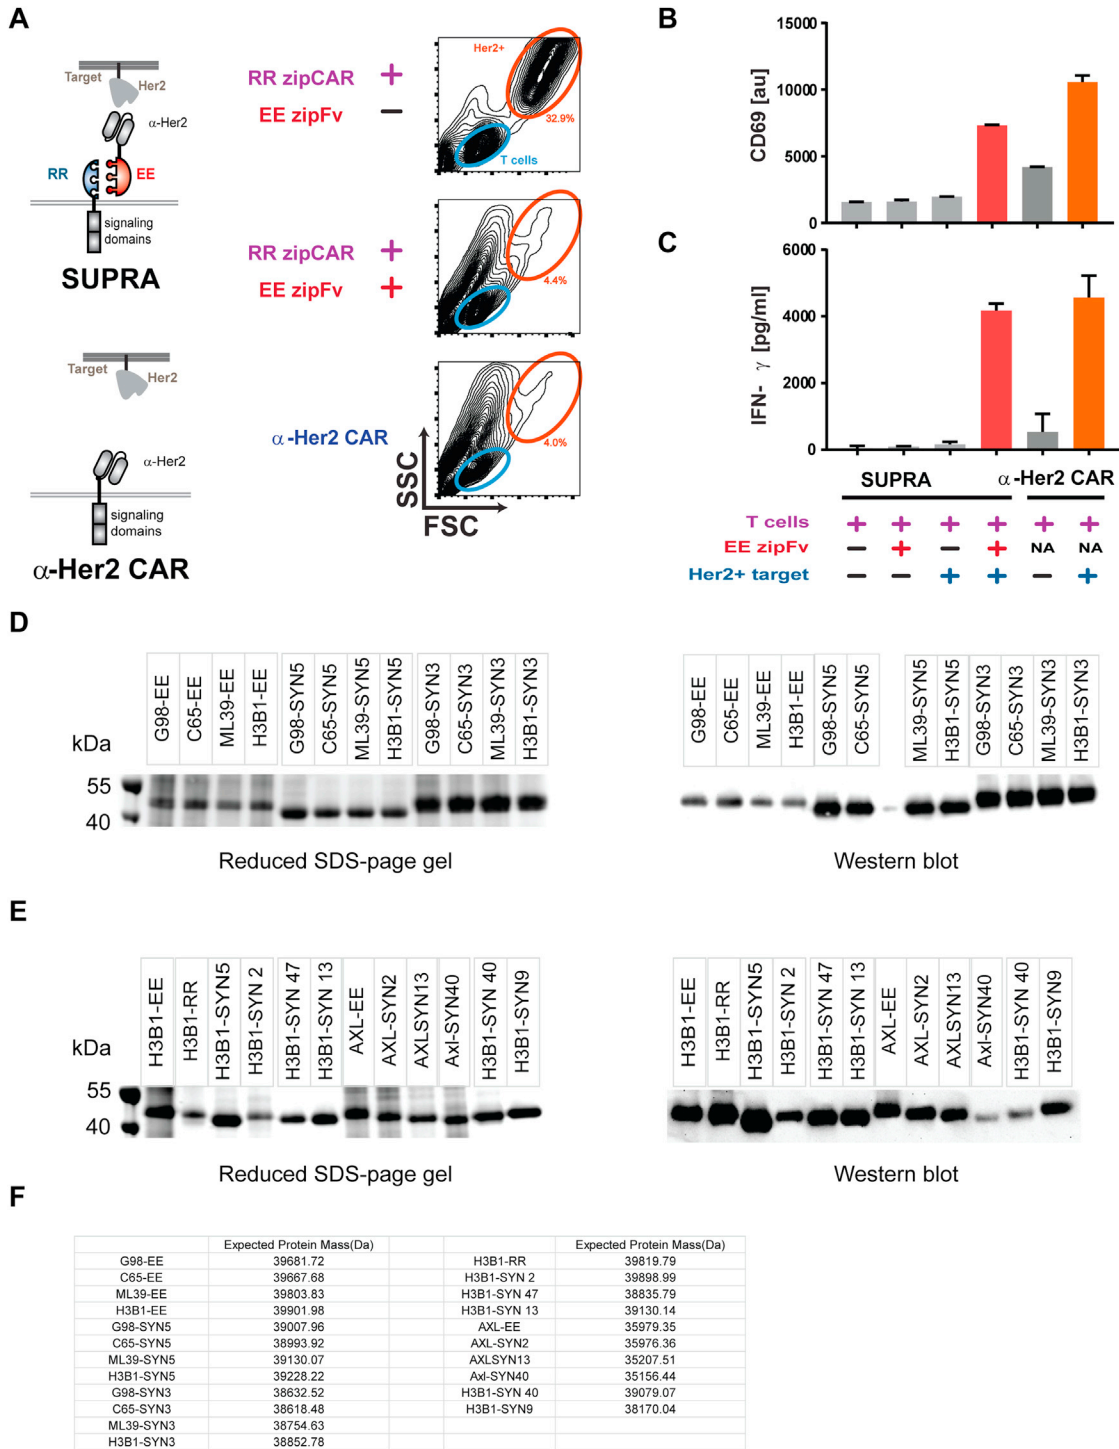 A
Target
Her2
α-Her2
RR
EE
signaling
domains
SUPRA
Target
Her2
α-Her2
signaling
domains
α-Her2 CAR
RR zipCAR +
EE zipFv −
Her2+
32.9%
T cells
RR zipCAR +
EE zipFv +
4.4%
α-Her2 CAR
4.0%
SSC
FSC
B
CD69 [au]
15000
10000
5000
0
C
IFN- γ [pg/ml]
6000
4000
2000
0
SUPRA
α-Her2 CAR
T cells + + + + + +
EE zipFv − + − + NA NA
Her2+ target − − + + − +
D
kDa
55
40
G98-EE
C65-EE
ML39-EE
H3B1-EE
G98-SYN5
C65-SYN5
ML39-SYN5
H3B1-SYN5
G98-SYN3
C65-SYN3
ML39-SYN3
H3B1-SYN3
Reduced SDS-page gel
G98-EE
C65-EE
ML39-EE
H3B1-EE
G98-SYN5
C65-SYN5
ML39-SYN5
H3B1-SYN5
G98-SYN3
C65-SYN3
ML39-SYN3
H3B1-SYN3
Western blot
E
kDa
55
40
H3B1-EE
H3B1-RR
H3B1-SYN5
H3B1-SYN 2
H3B1-SYN 47
H3B1-SYN 13
AXL-EE
AXL-SYN2
AXLSYN13
Axl-SYN40
H3B1-SYN 40
H3B1-SYN9
Reduced SDS-page gel
H3B1-EE
H3B1-RR
H3B1-SYN5
H3B1-SYN 2
H3B1-SYN 47
H3B1-SYN 13
AXL-EE
AXL-SYN2
AXLSYN13
Axl-SYN40
H3B1-SYN 40
H3B1-SYN9
Western blot
F
Expected Protein Mass(Da) Expected Protein Mass(Da)
G98-EE 39681.72 H3B1-RR 39819.79
C65-EE 39667.68 H3B1-SYN 2 39898.99
ML39-EE 39803.83 H3B1-SYN 47 38835.79
H3B1-EE 39901.98 H3B1-SYN 13 39130.14
G98-SYN5 39007.96 AXL-EE 35979.35
C65-SYN5 38993.92 AXL-SYN2 35976.36
ML39-SYN5 39130.07 AXLSYN13 35207.51
H3B1-SYN5 39228.22 Axl-SYN40 35156.44
G98-SYN3 38632.52 H3B1-SYN 40 39079.07
C65-SYN3 38618.48 H3B1-SYN9 38170.04
ML39-SYN3 38754.63
H3B1-SYN3 38852.78